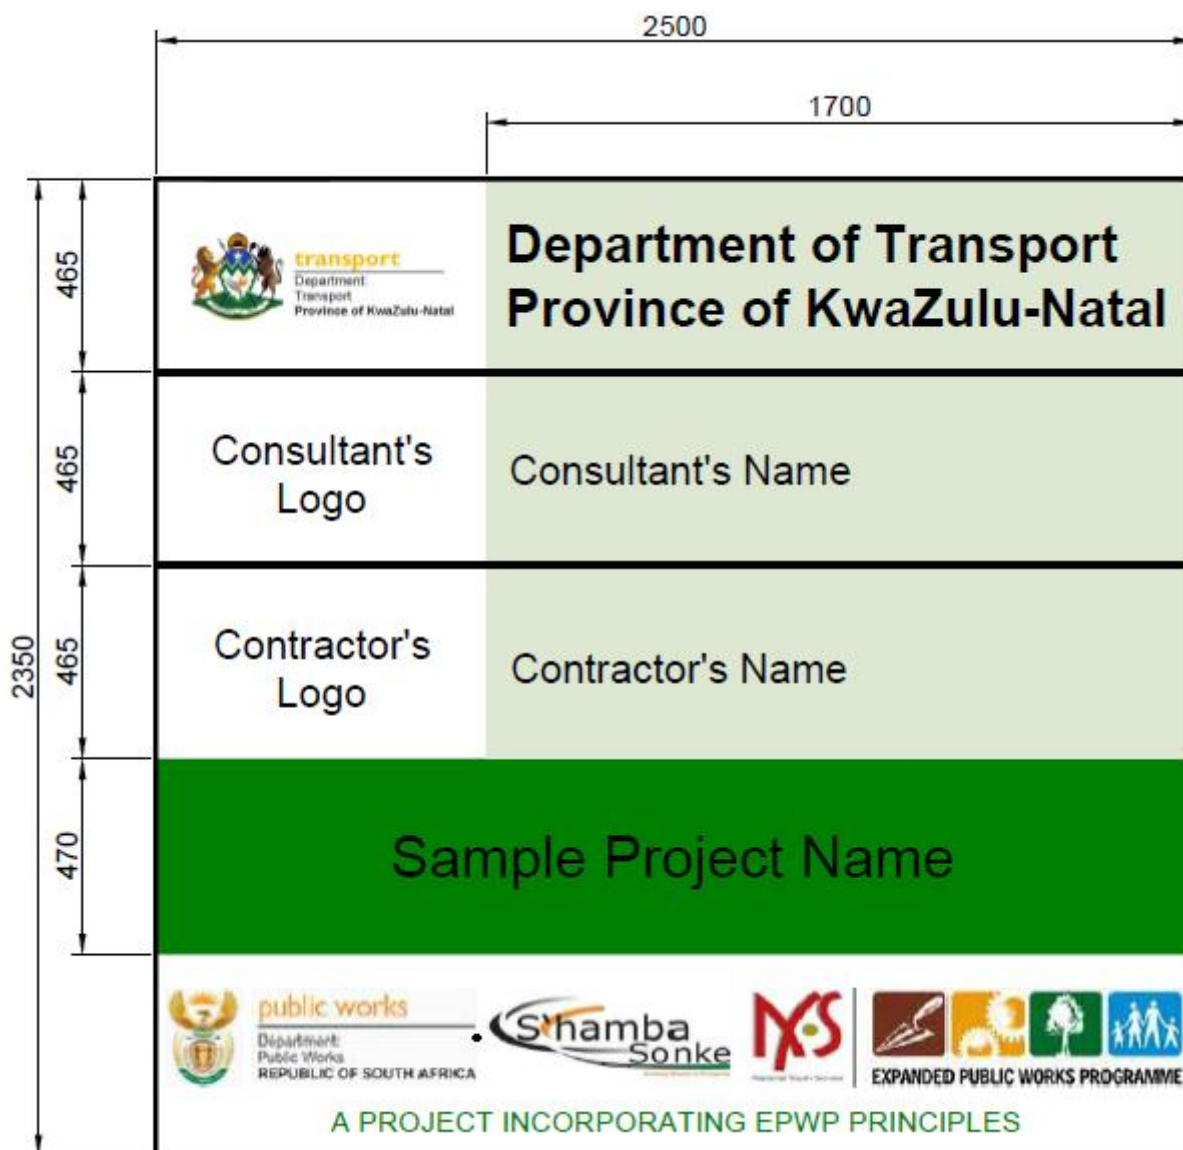 2500
1700
465
transport
Department:
Transport
Province of KwaZulu-Natal
Department of Transport
Province of KwaZulu-Natal
465
Consultant's
Logo
Consultant's Name
2350
465
Contractor's
Logo
Contractor's Name
470
Sample Project Name
public works
Department:
Public Works
REPUBLIC OF SOUTH AFRICA
S'hamba
Sonke
NYS
EXPANDED PUBLIC WORKS PROGRAMME
A PROJECT INCORPORATING EPWP PRINCIPLES